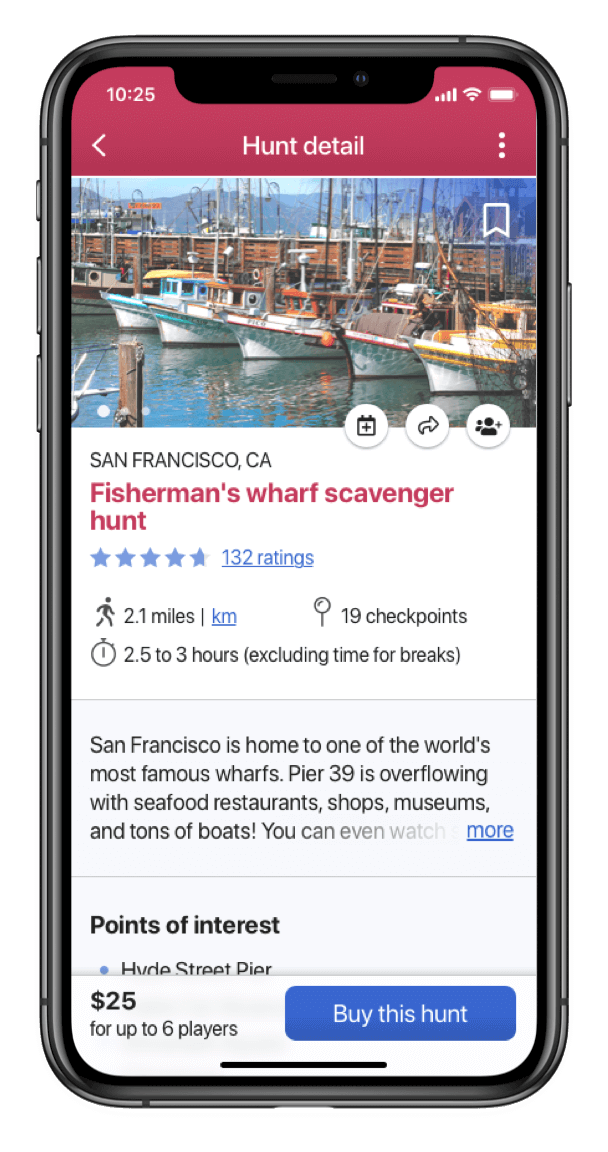 10:25
Hunt detail
SAN FRANCISCO, CA
Fisherman's wharf scavenger
hunt
132 ratings
2.1 miles | km
19 checkpoints
2.5 to 3 hours (excluding time for breaks)
San Francisco is home to one of the world's
most famous wharfs. Pier 39 is overflowing
with seafood restaurants, shops, museums,
and tons of boats! You can even watch more
Points of interest
Hyde Street Pier
$25
for up to 6 players
Buy this hunt